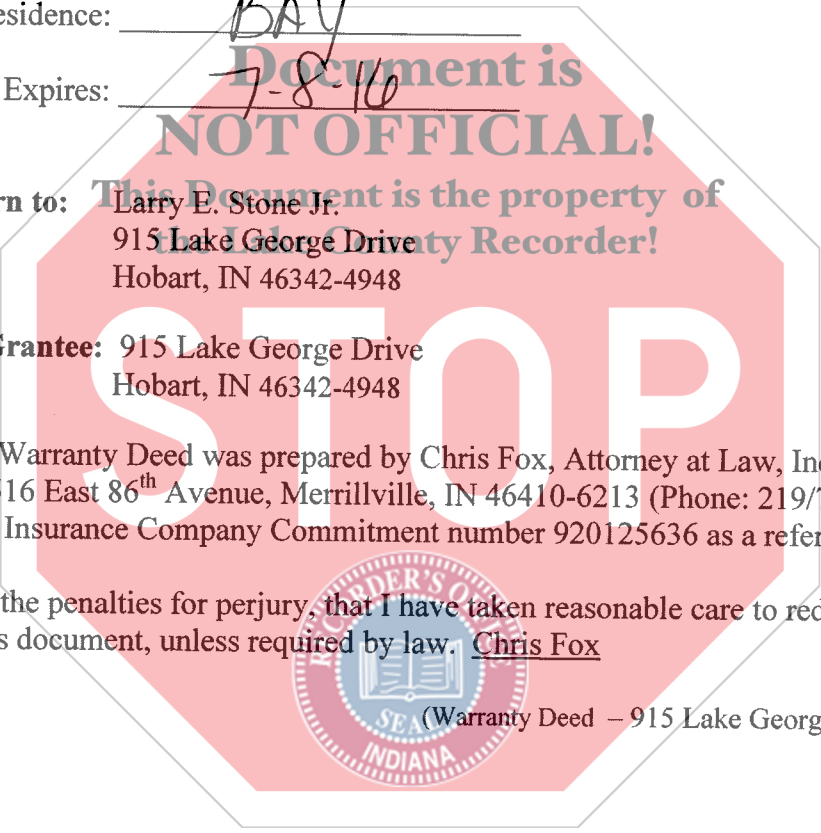 esidence: BAY
Document is
Expires: 7-8-16
NOT OFFICIAL!
This Document is the property of
the Lake County Recorder!
rn to: Larry E. Stone Jr.
915 Lake George Drive
Hobart, IN 46342-4948
Grantee: 915 Lake George Drive
Hobart, IN 46342-4948
STOP
Warranty Deed was prepared by Chris Fox, Attorney at Law, In
16 East 86th Avenue, Merrillville, IN 46410-6213 (Phone: 219/
Insurance Company Commitment number 920125636 as a refer
the penalties for perjury, that I have taken reasonable care to red
s document, unless required by law. Chris Fox
RECORDER'S OFFICE
SEAL
INDIANA
(Warranty Deed – 915 Lake Georg